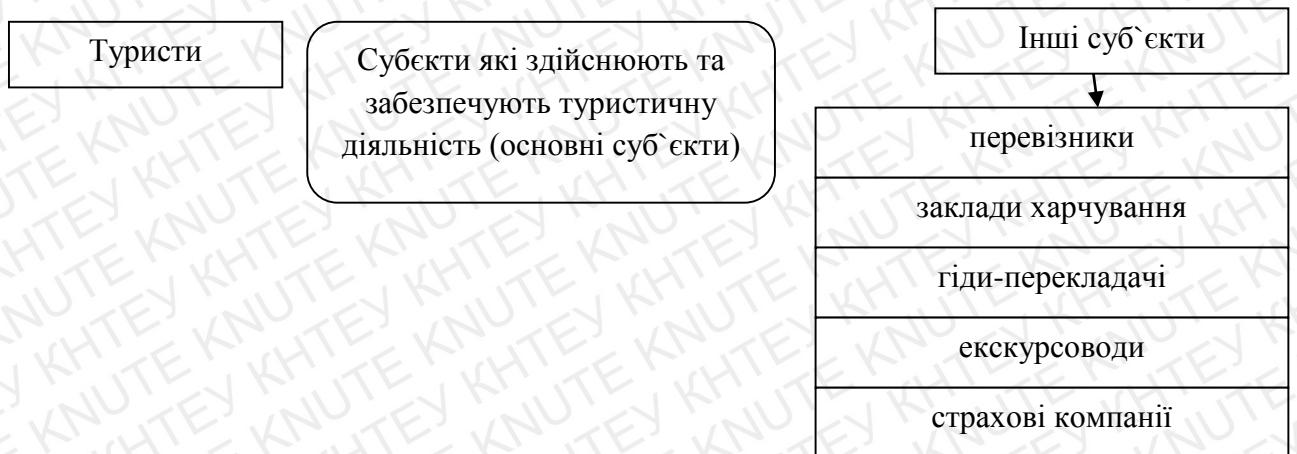 Туристи
Субєкти які здійснюють та
забезпечують туристичну
діяльність (основні суб`єкти)
Інші суб`єкти
перевізники
заклади харчування
гіди-перекладачі
екскурсоводи
страхові компанії